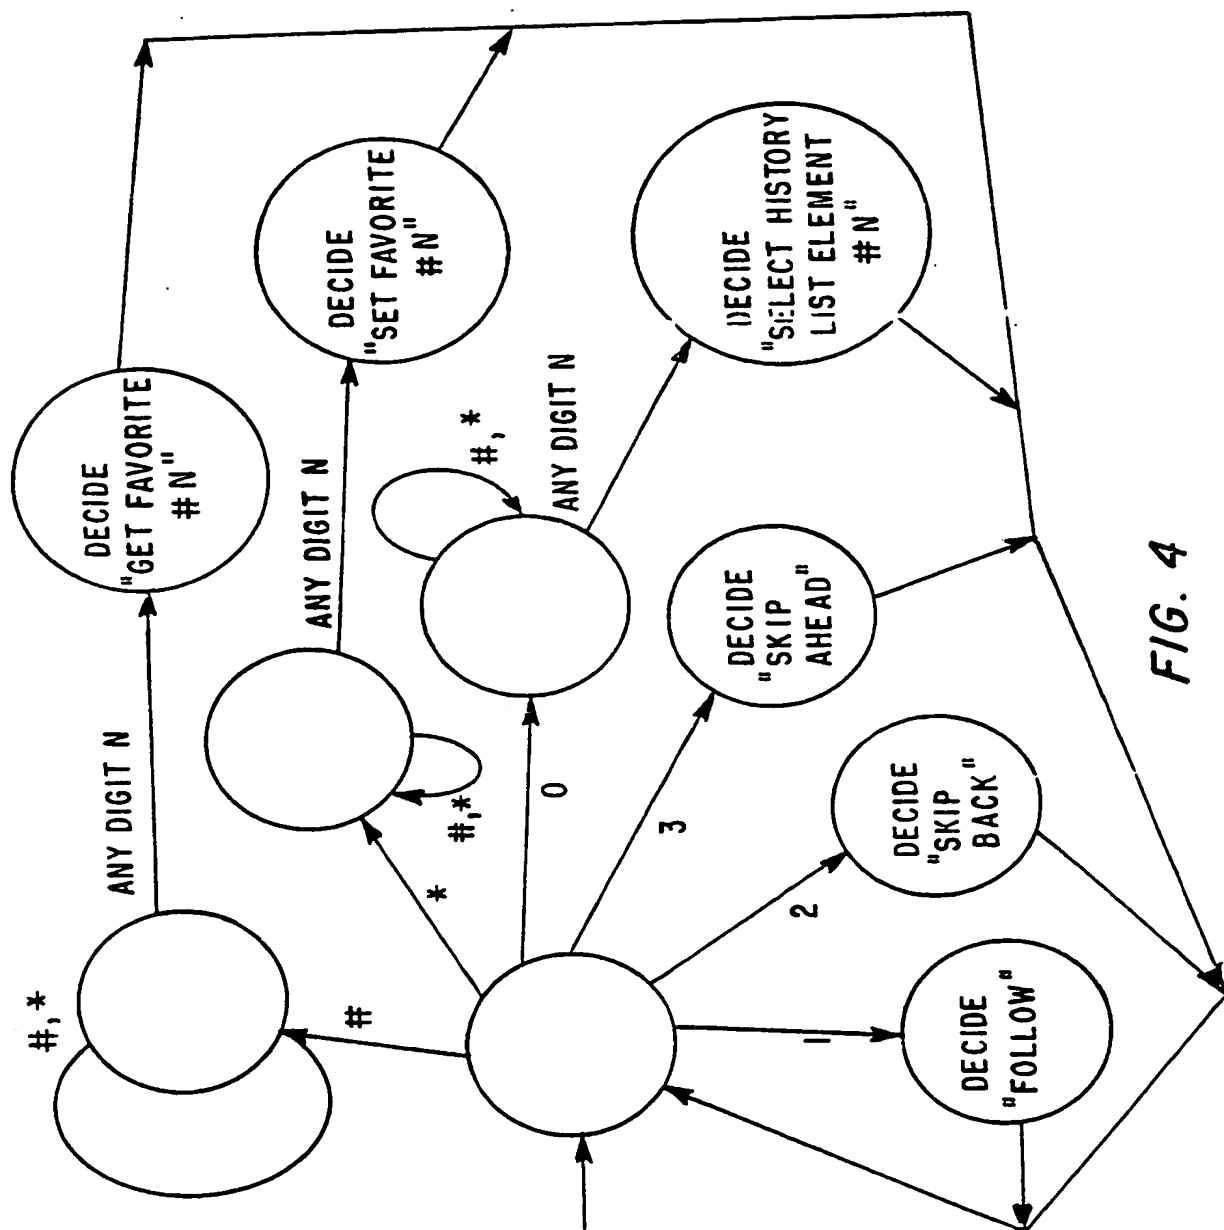 #,*
#
ANY DIGIT N
DECIDE
"GET FAVORITE
#N"
*
#,*
ANY DIGIT N
DECIDE
"SET FAVORITE
#N"
0
#,*
ANY DIGIT N
DECIDE
"SELECT HISTORY
LIST ELEMENT
#N"
3
DECIDE
"SKIP
AHEAD"
2
DECIDE
"SKIP
BACK"
1
DECIDE
"FOLLOW"
FIG. 4